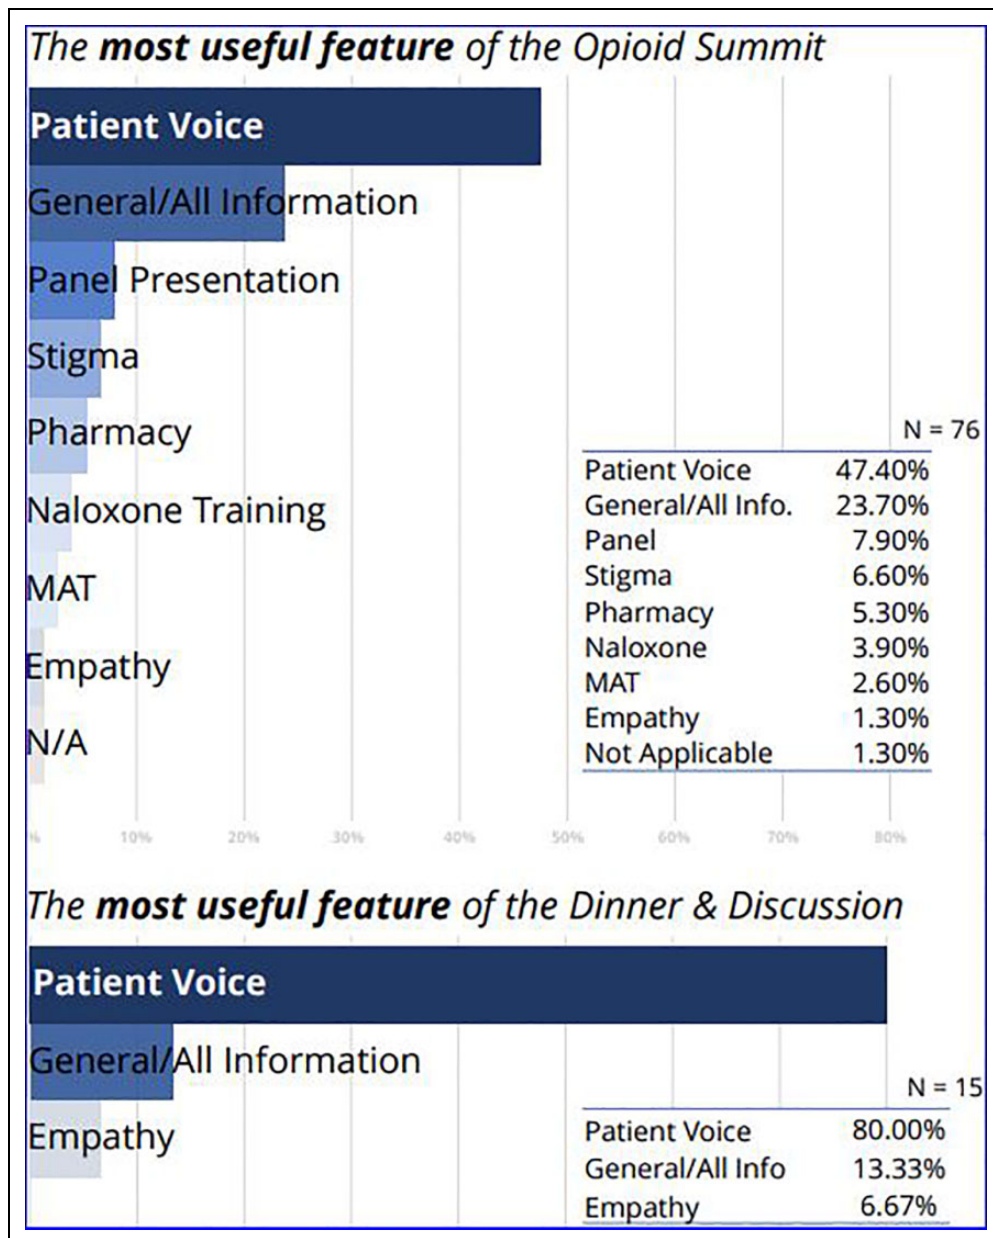 The most useful feature of the Opioid Summit
Patient Voice
General/All Information
Panel Presentation
Stigma
Pharmacy
Naloxone Training
MAT
Empathy
N/A
N = 76
Patient Voice 47.40%
General/All Info. 23.70%
Panel 7.90%
Stigma 6.60%
Pharmacy 5.30%
Naloxone 3.90%
MAT 2.60%
Empathy 1.30%
Not Applicable 1.30%
% 10% 20% 30% 40% 50% 60% 70% 80%
The most useful feature of the Dinner & Discussion
Patient Voice
General/All Information
Empathy
N = 15
Patient Voice 80.00%
General/All Info 13.33%
Empathy 6.67%